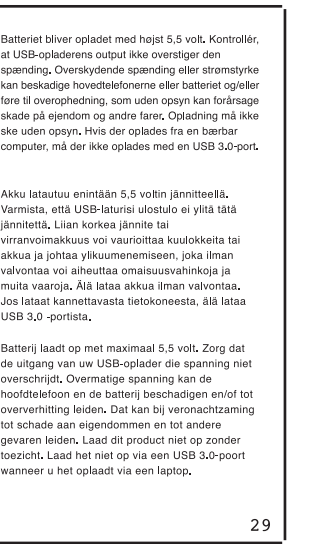 Batteriet bliver opladet med højst 5,5 volt. Kontrollér,
at USB-opladerens output ikke overstiger den
spænding. Overskydende spænding eller strømstyrke
kan beskadige hovedtelefonerne eller batteriet og/eller
føre til overophedning, som uden opsyn kan forårsage
skade på ejendom og andre farer. Opladning må ikke
ske uden opsyn. Hvis der oplades fra en bærbar
computer, må der ikke oplades med en USB 3.0-port.
Akku latautuu enintään 5,5 voltin jännitteellä.
Varmista, että USB-laturisi ulostulo ei ylitä tätä
jännitettä. Liian korkea jännite tai
virranvoimakkuus voi vaurioittaa kuulokkeita tai
akkua ja johtaa ylikuumenemiseen, joka ilman
valvontaa voi aiheuttaa omaisuusvahinkoja ja
muita vaaroja. Älä lataa akkua ilman valvontaa.
Jos lataat kannettavasta tietokoneesta, älä lataa
USB 3.0 -portista.
Batterij laadt op met maximaal 5,5 volt. Zorg dat
de uitgang van uw USB-oplader die spanning niet
overschrijdt. Overmatige spanning kan de
hoofdtelefoon en de batterij beschadigen en/of tot
oververhitting leiden. Dat kan bij veronachtzaming
tot schade aan eigendommen en tot andere
gevaren leiden. Laad dit product niet op zonder
toezicht. Laad het niet op via een USB 3.0-poort
wanneer u het oplaadt via een laptop.
29